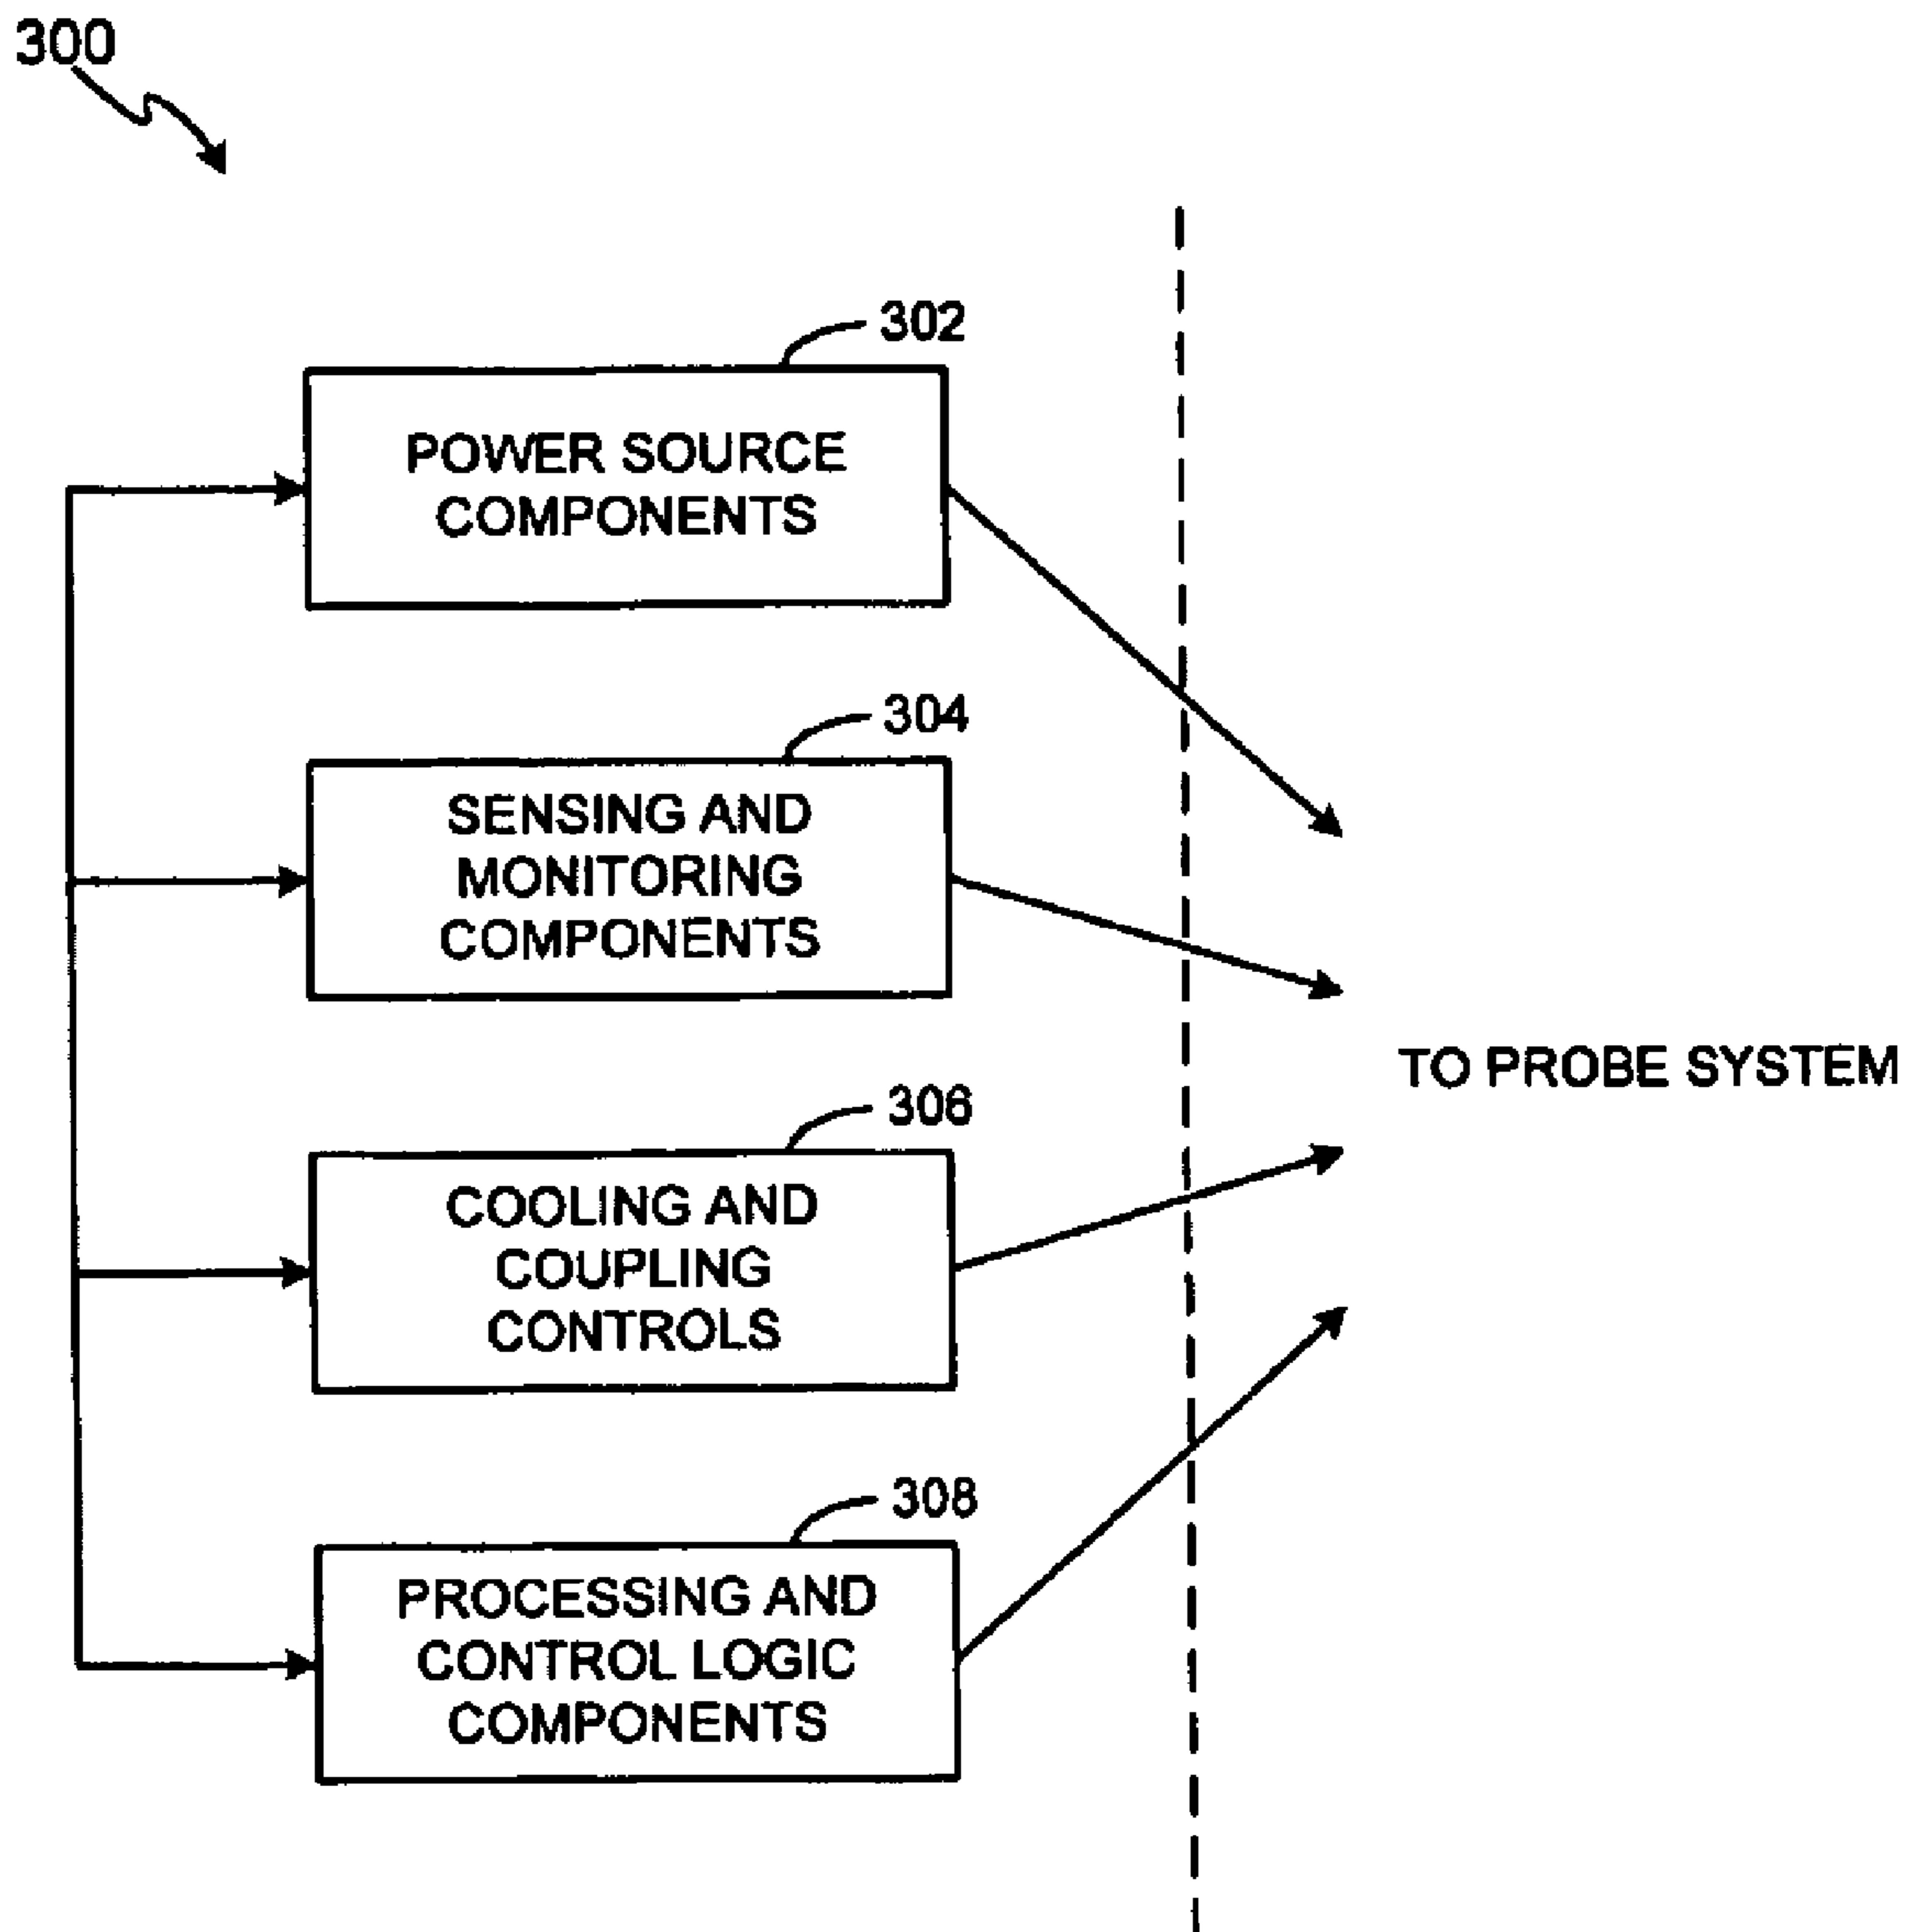 300
302
POWER SOURCE
COMPONENTS
304
SENSING AND
MONITORING
COMPONENTS
TO PROBE SYSTEM
306
COOLING AND
COUPLING
CONTROLS
308
PROCESSING AND
CONTROL LOGIC
COMPONENTS